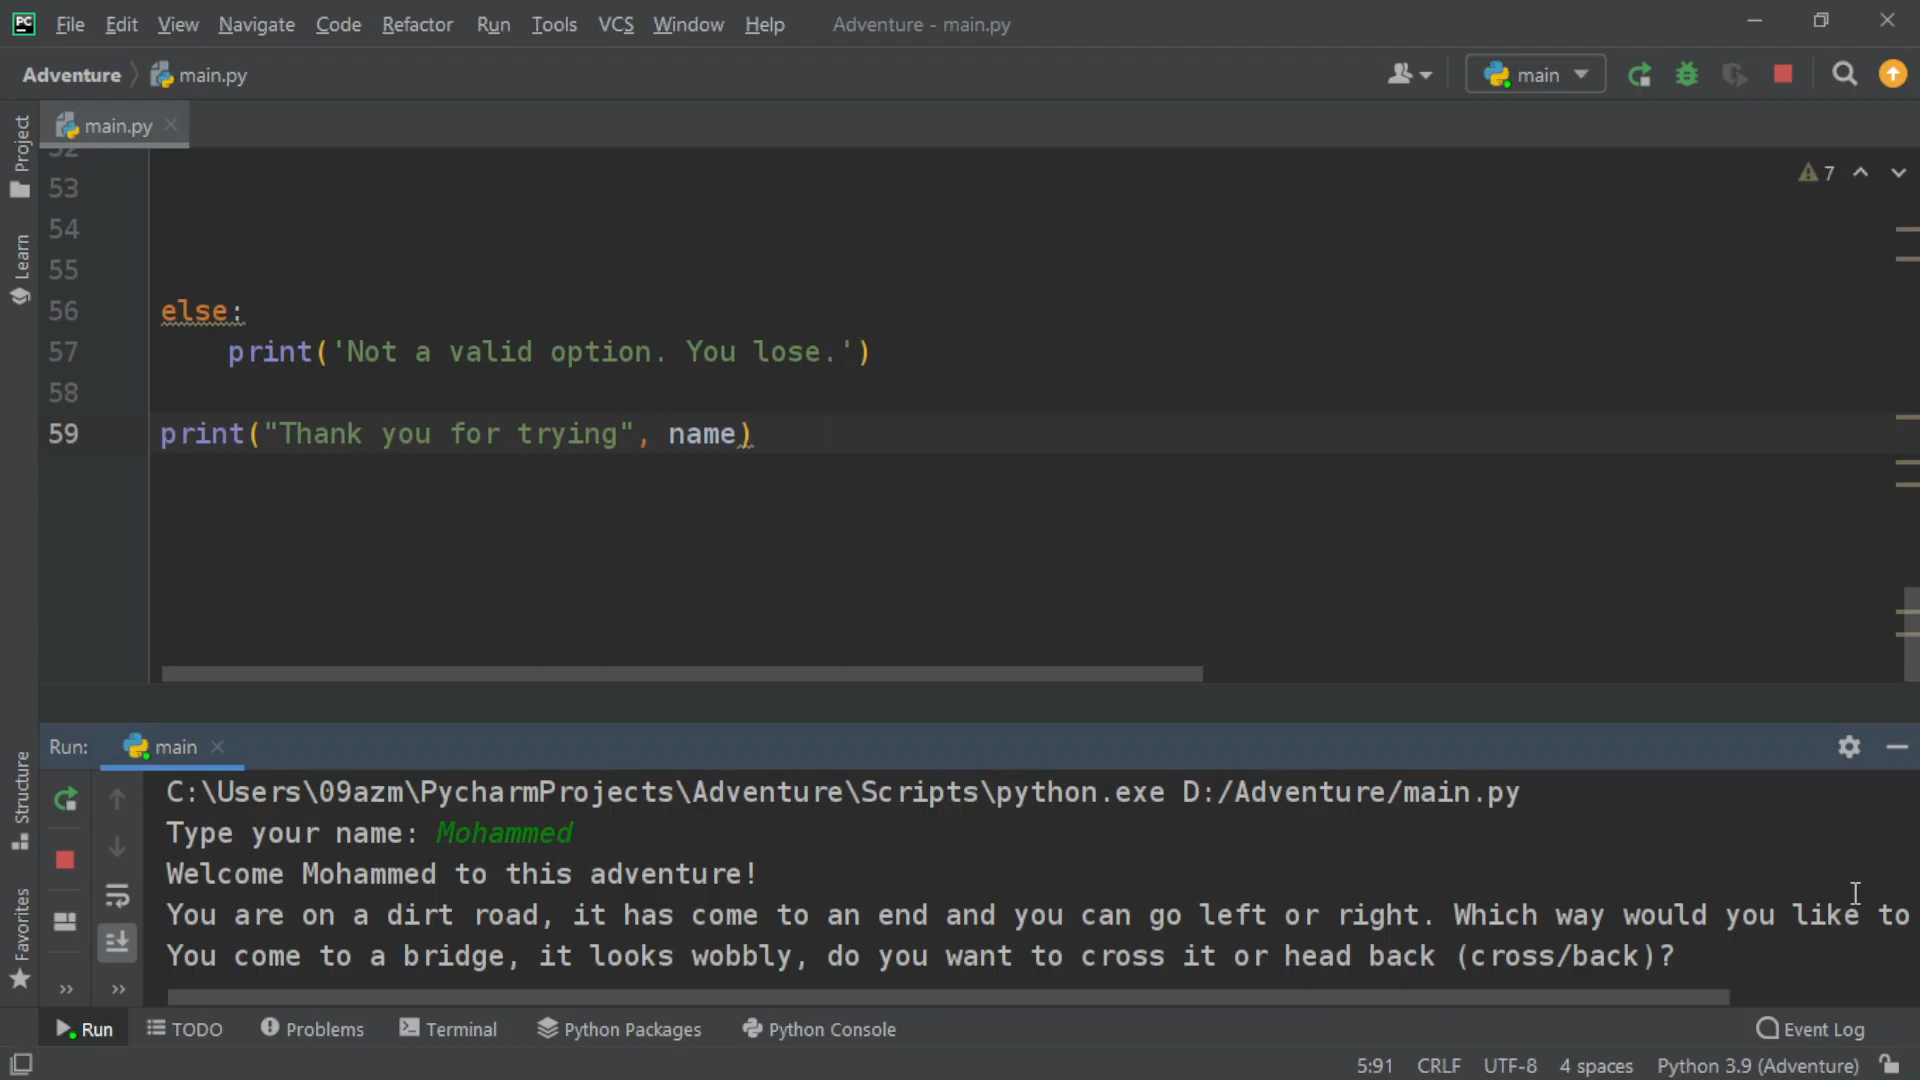 PC File Edit View Navigate Code Refactor Run Tools VCS Window Help Adventure - main.py
Adventure main.py main
main.py
Project
Learn
Structure
Favorites
7
52
53
54
55
56 else:
57 print('Not a valid option. You lose.')
58
59 print("Thank you for trying", name)
Run: main
C:\Users\09azm\PycharmProjects\Adventure\Scripts\python.exe D:/Adventure/main.py
Type your name: Mohammed
Welcome Mohammed to this adventure!
You are on a dirt road, it has come to an end and you can go left or right. Which way would you like to
You come to a bridge, it looks wobbly, do you want to cross it or head back (cross/back)?
Run TODO Problems Terminal Python Packages Python Console Event Log
5:91 CRLF UTF-8 4 spaces Python 3.9 (Adventure)